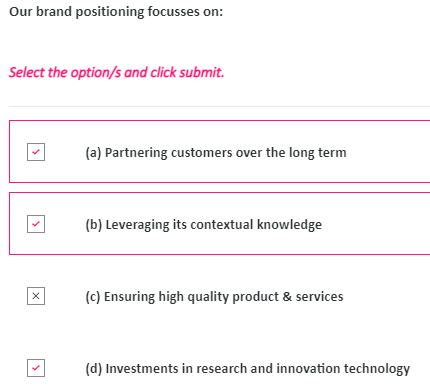 Our brand positioning focusses on:
Select the option/s and click submit.
(a) Partnering customers over the long term
(b) Leveraging its contextual knowledge
(c) Ensuring high quality product & services
(d) Investments in research and innovation technology